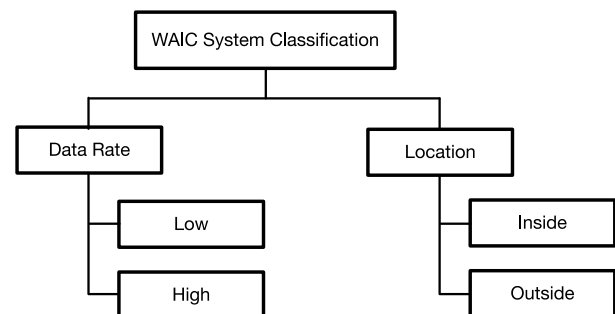 WAIC System Classification
Data Rate
Location
Low
Inside
High
Outside